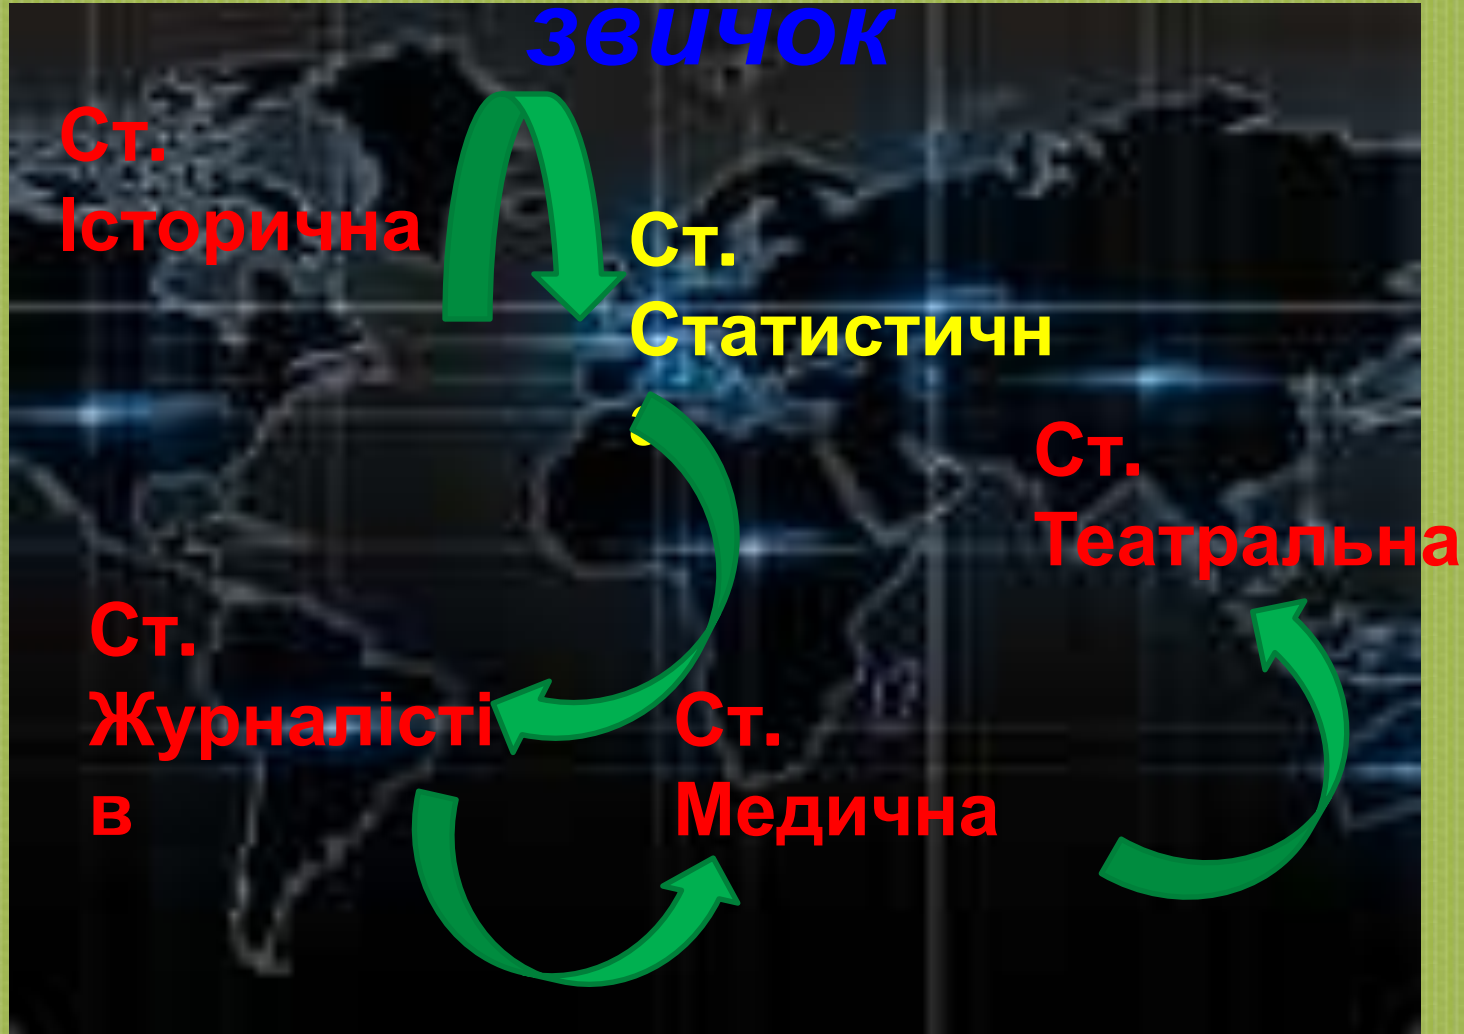 звичок
Ст.
Історична
Ст.
Статистичн
а
Ст.
Театральна
Ст.
Журналісті
в
Ст.
Медична